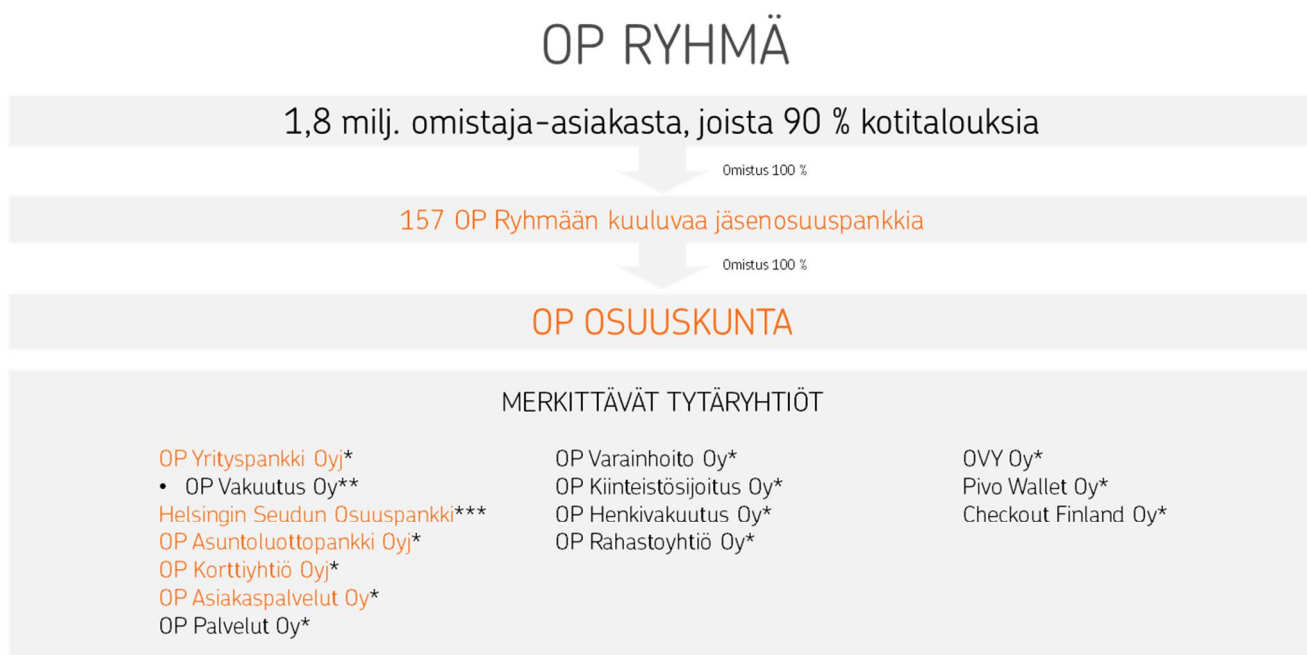 OP RYHMÄ
1,8 milj. omistaja-asiakasta, joista 90 % kotitalouksia
Omistus 100 %
157 OP Ryhmään kuuluvaa jäsenosuuspankkia
Omistus 100 %
OP OSUUSKUNTA
MERKITTÄVÄT TYTÄRYHTIÖT
OP Yrityspankki Oyj*
• OP Vakuutus Oy**
Helsingin Seudun Osuuspankki***
OP Asuntoluottopankki Oyj*
OP Korttiyhtiö Oyj*
OP Asiakaspalvelut Oy*
OP Palvelut Oy*
OP Varainhoito Oy*
OP Kiinteistösijoitus Oy*
OP Henkivakuutus Oy*
OP Rahastoyhtiö Oy*
OVY Oy*
Pivo Wallet Oy*
Checkout Finland Oy*